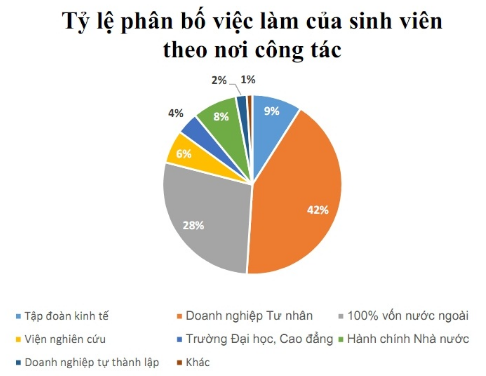 Tỷ lệ phân bố việc làm của sinh viên
theo nơi công tác
2% 1%
9%
4%
8%
6%
42%
28%
Tập đoàn kinh tế Doanh nghiệp Tư nhân 100% vốn nước ngoài
Viện nghiên cứu Trường Đại học, Cao đẳng Hành chính Nhà nước
Doanh nghiệp tự thành lập Khác